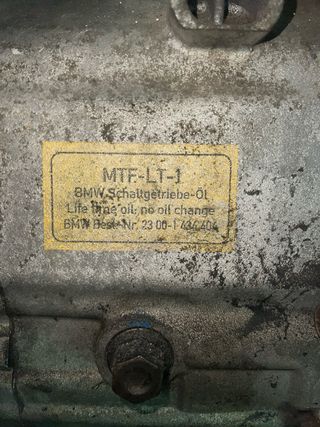 MTF-LT-1
BMW Schaltgetriebe-Öl
Life time oil, no oil change
BMW Best. Nr. 23 00-1 434 404